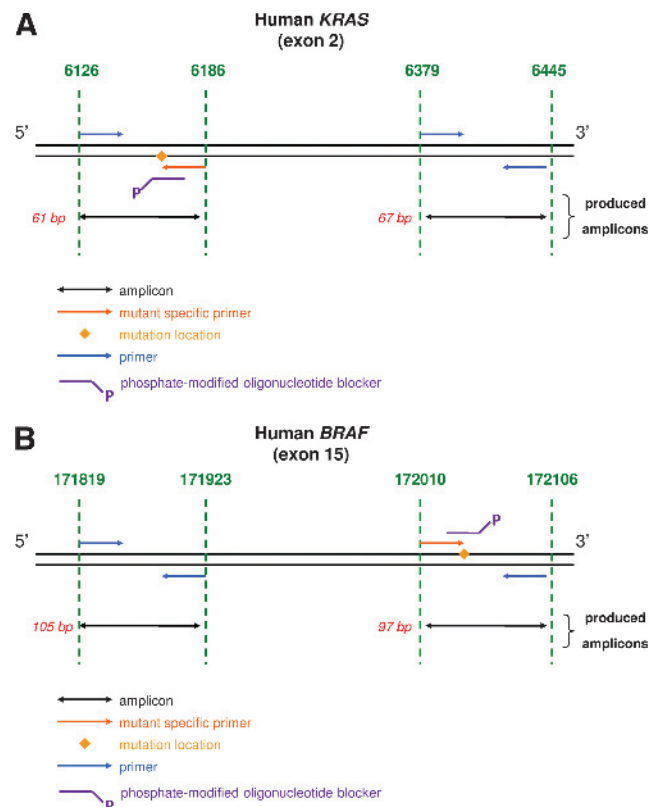 A
Human KRAS
(exon 2)
6126 6186 6379 6445
5’ 3’
P
61 bp 67 bp produced
amplicons
amplicon
mutant specific primer
mutation location
primer
P phosphate-modified oligonucleotide blocker
B
Human BRAF
(exon 15)
171819 171923 172010 172106
P
5’ 3’
105 bp 97 bp produced
amplicons
amplicon
mutant specific primer
mutation location
primer
P phosphate-modified oligonucleotide blocker